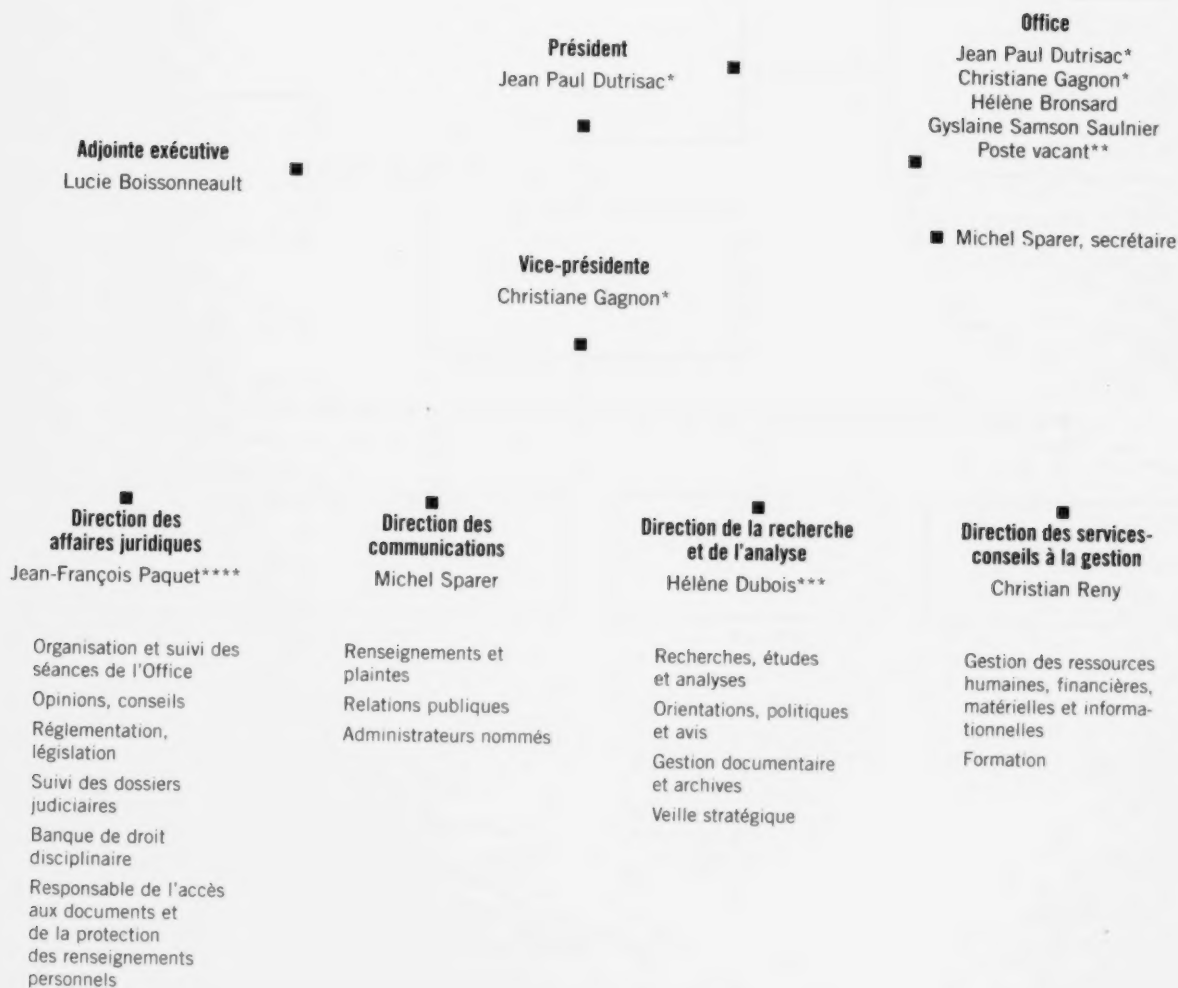 Président
Jean Paul Dutrisac*
Office
Jean Paul Dutrisac*
Christiane Gagnon*
Hélène Bronsard
Gyslaine Samson Saulnier
Poste vacant**
Michel Sparer, secrétaire
Adjointe exécutive
Lucie Boissonneault
Vice-présidente
Christiane Gagnon*
Direction des
affaires juridiques
Jean-François Paquet****
Organisation et suivi des
séances de l'Office
Opinions, conseils
Réglementation,
législation
Suivi des dossiers
judiciaires
Banque de droit
disciplinaire
Responsable de l'accès
aux documents et
de la protection
des renseignements
personnels
Direction des
communications
Michel Sparer
Renseignements et
plaintes
Relations publiques
Administrateurs nommés
Direction de la recherche
et de l'analyse
Hélène Dubois***
Recherches, études
et analyses
Orientations, politiques
et avis
Gestion documentaire
et archives
Veille stratégique
Direction des services-
conseils à la gestion
Christian Reny
Gestion des ressources
humaines, financières,
matérielles et informa-
tionnelles
Formation